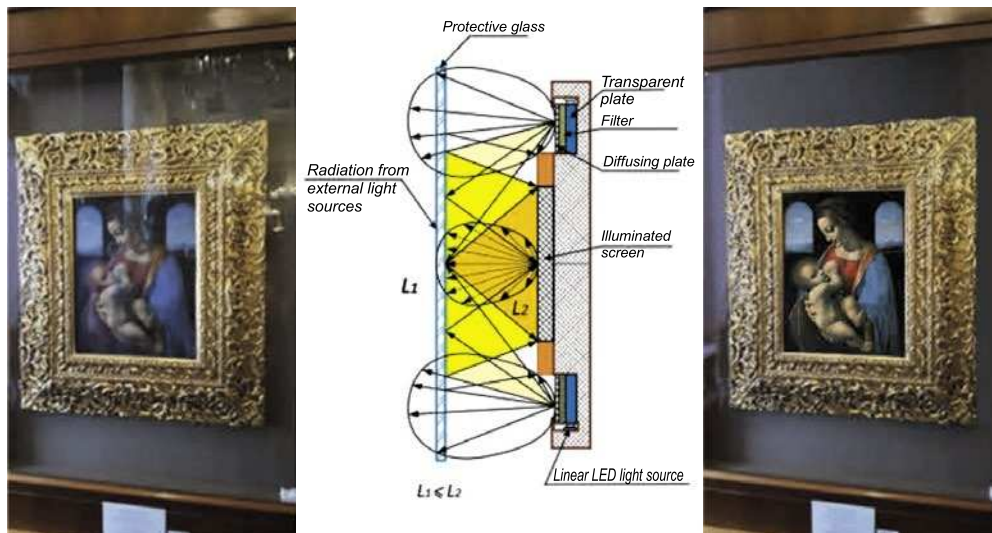 Protective glass
Transparent
plate
Filter
Diffusing plate
Radiation from
external light
sources
Illuminated
screen
L1
L2
Linear LED light source
L1 ⩽ L2